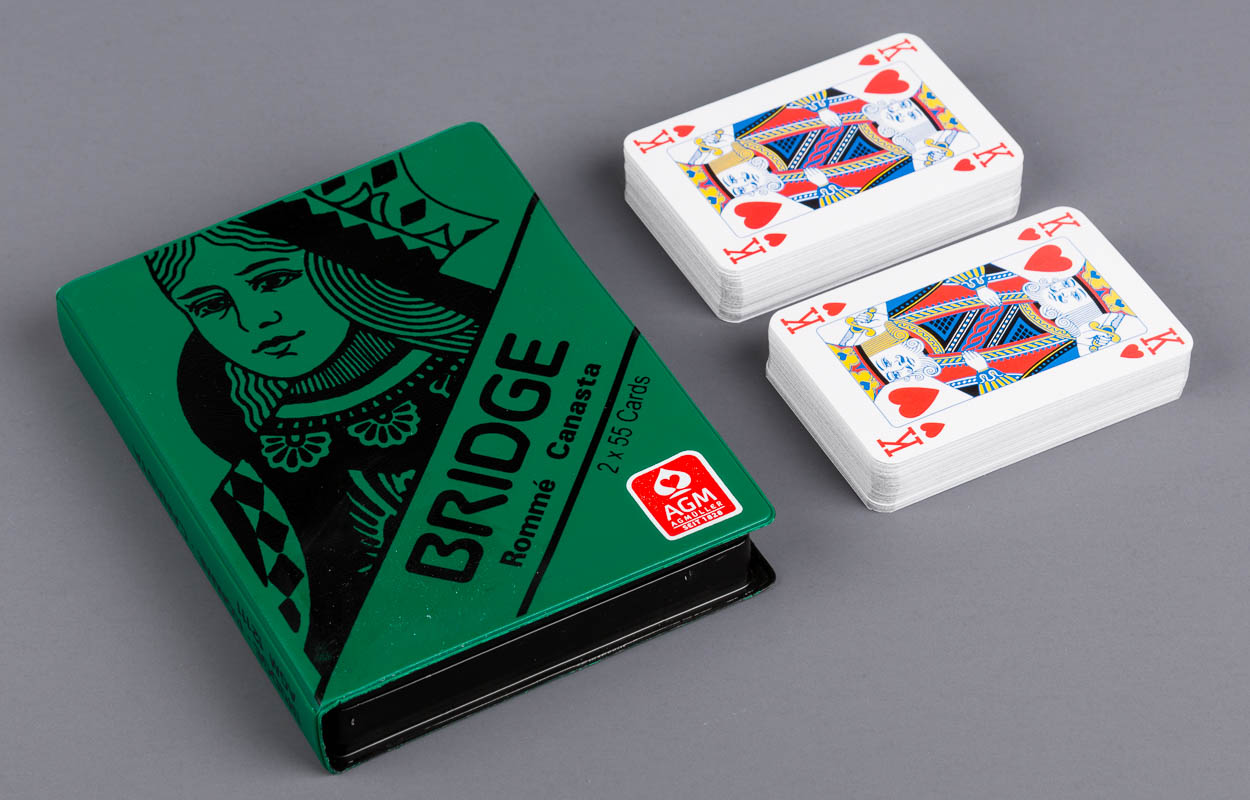 BRIDGE
Rommé Canasta
2 x 55 Cards
AGM
AGMÜLLER
SEIT 1828
K
K
K
K
K
K
K
K